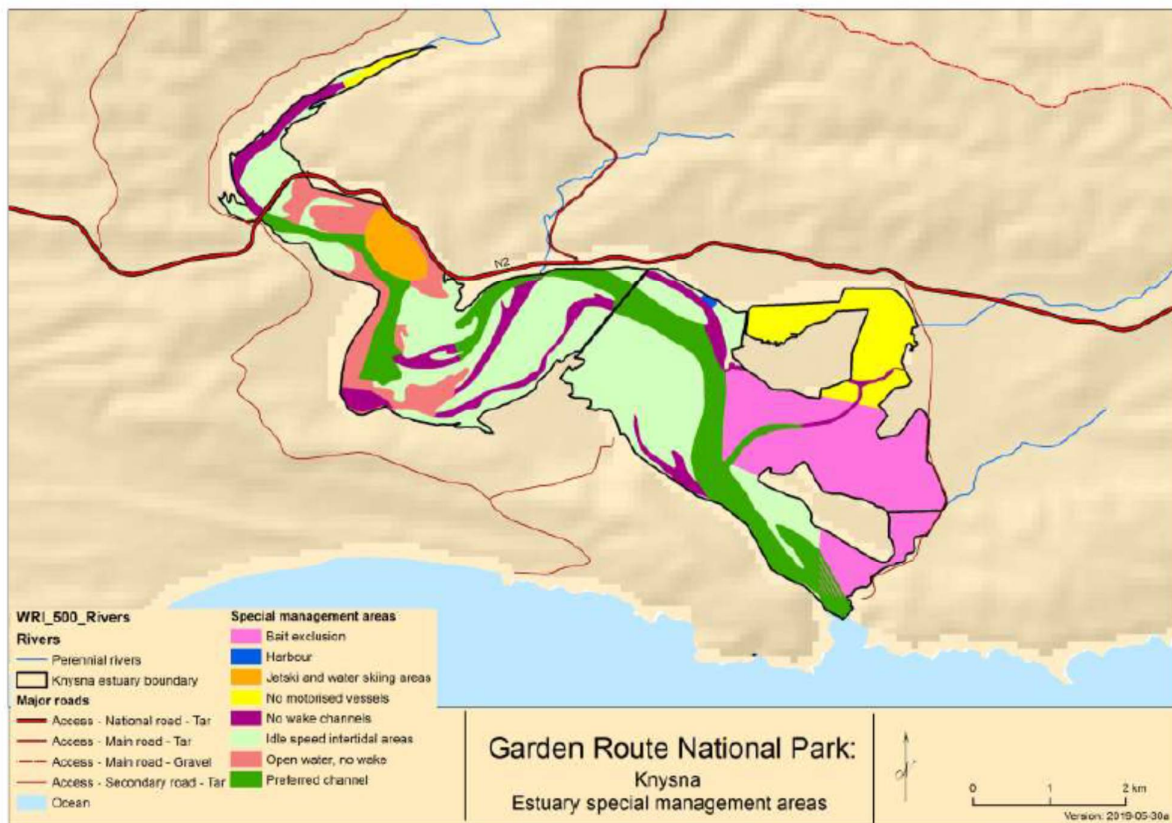 N2
WRI_500_Rivers
Rivers
Perennial rivers
Knysna estuary boundary
Major roads
Access - National road - Tar
Access - Main road - Tar
Access - Main road - Gravel
Access - Secondary road - Tar
Ocean
Special management areas
Bait exclusion
Harbour
Jetski and water skiing areas
No motorised vessels
No wake channels
Idle speed intertidal areas
Open water, no wake
Preferred channel
Garden Route National Park:
Knysna
Estuary special management areas
0 1 2 km
Version: 2019-05-30a